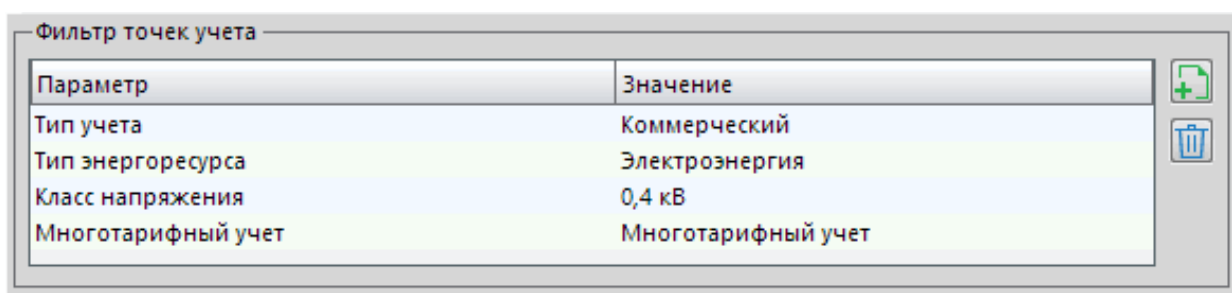 Фильтр точек учета
Параметр Значение
Тип учета Коммерческий
Тип энергоресурса Электроэнергия
Класс напряжения 0,4 кВ
Многотарифный учет Многотарифный учет